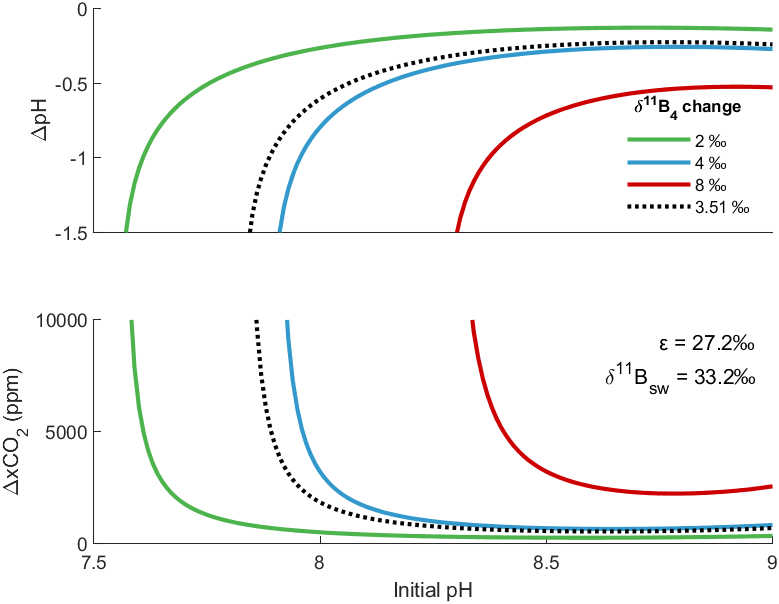 0
-0.5
-1
-1.5
ΔpH
δ¹¹B₄ change
2 ‰
4 ‰
8 ‰
3.51 ‰
10000
5000
0
ΔxCO₂ (ppm)
ε = 27.2‰
δ¹¹Bsw = 33.2‰
7.5 8 8.5 9
Initial pH